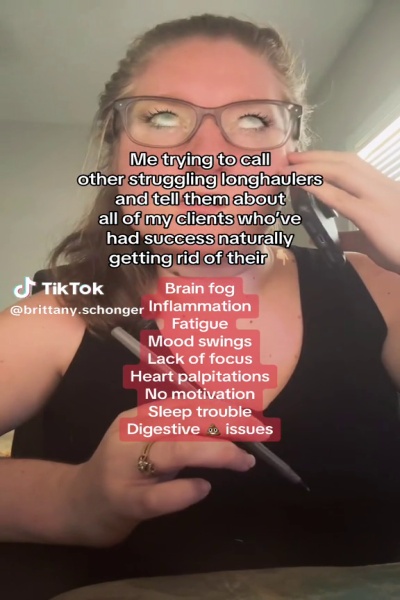 Me trying to call
other struggling longhaulers
and tell them about
all of my clients who've
had success naturally
getting rid of their
TikTok
@brittany.schonger
Brain fog
Inflammation
Fatigue
Mood swings
Lack of focus
Heart palpitations
No motivation
Sleep trouble
Digestive 💩 issues